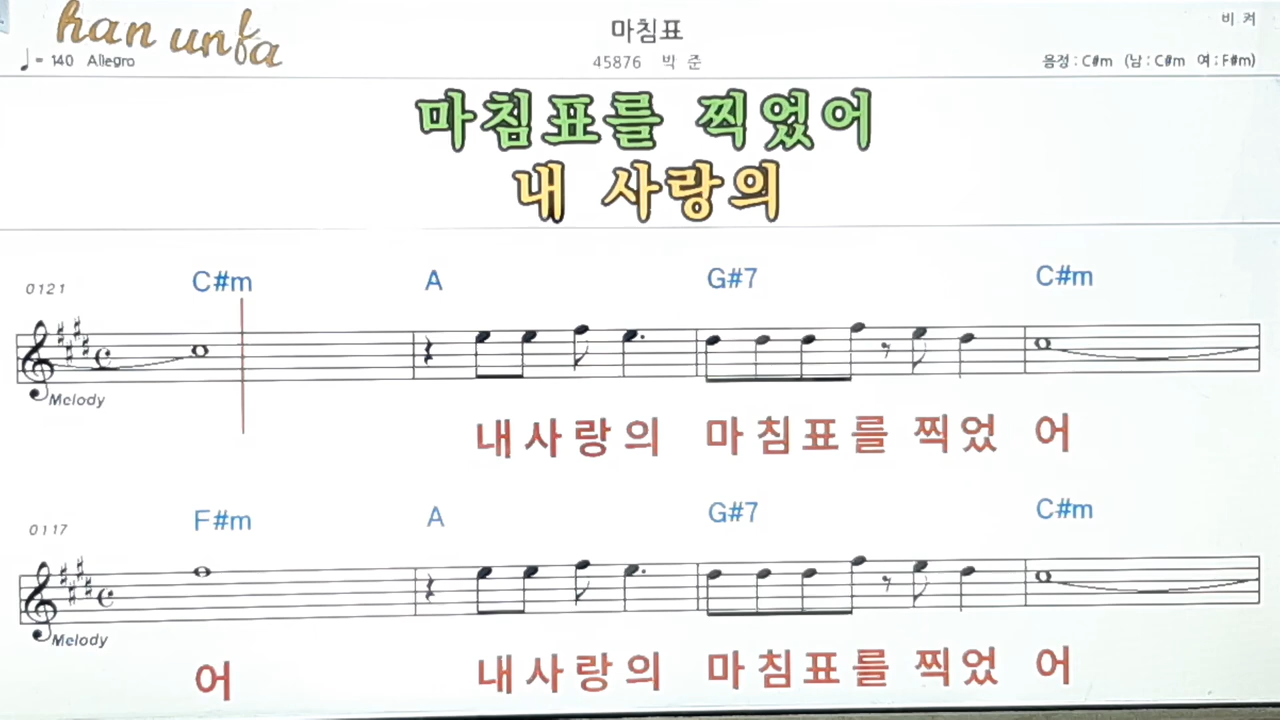 han unfa
마침표
비 켜
♩ = 140 Allegro
45876 박 준
음정 : C#m (남 : C#m 여 : F#m)
마침표를 찍었어
내 사랑의
0121
C#m A G#7 C#m
Melody
내 사 랑 의 마 침 표 를 찍 었 어
0117
F#m A G#7 C#m
Melody
어 내 사 랑 의 마 침 표 를 찍 었 어